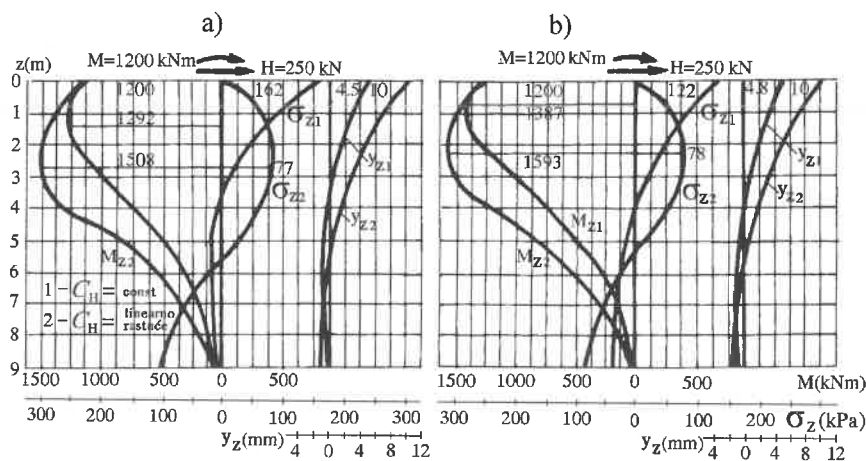 a)
b)
z(m)
M=1200 kNm
H=250 kN
M=1200 kNm
H=250 kN
0
1200
162
4.5
10
1200
122
4.8
10
1
1292
σz1
1387
σz1
2
1508
yz1
1593
78
yz1
3
77
σz2
σz2
yz2
4
yz2
Mz1
5
Mz2
Mz2
6
1-CH= const
7
2-CH= linearno rastuće
8
9
1500 1000 500 0 500
1500 1000 500 0 500 M(kNm)
300 200 100 0 100 200 300
300 200 100 0 100 200 σz(kPa)
yz(mm) 4 0 4 8 12
yz(mm) 4 0 4 8 12